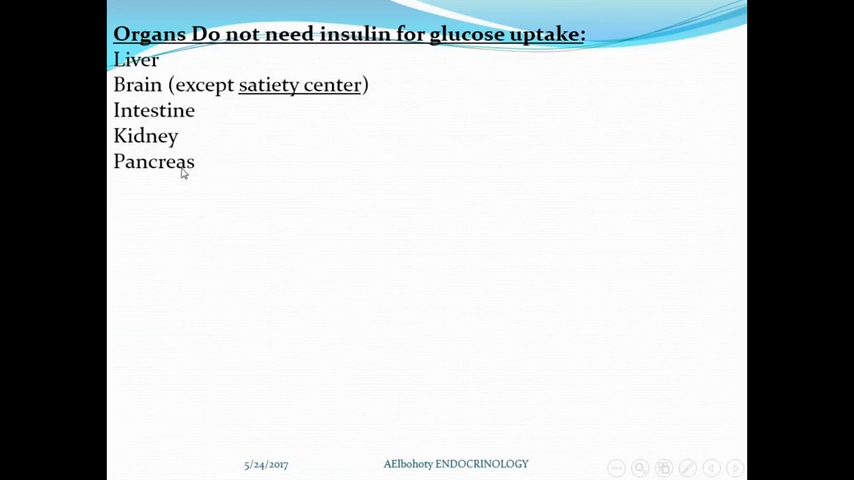 Organs Do not need insulin for glucose uptake:
Liver
Brain (except satiety center)
Intestine
Kidney
Pancreas
5/24/2017
AElbohoty ENDOCRINOLOGY